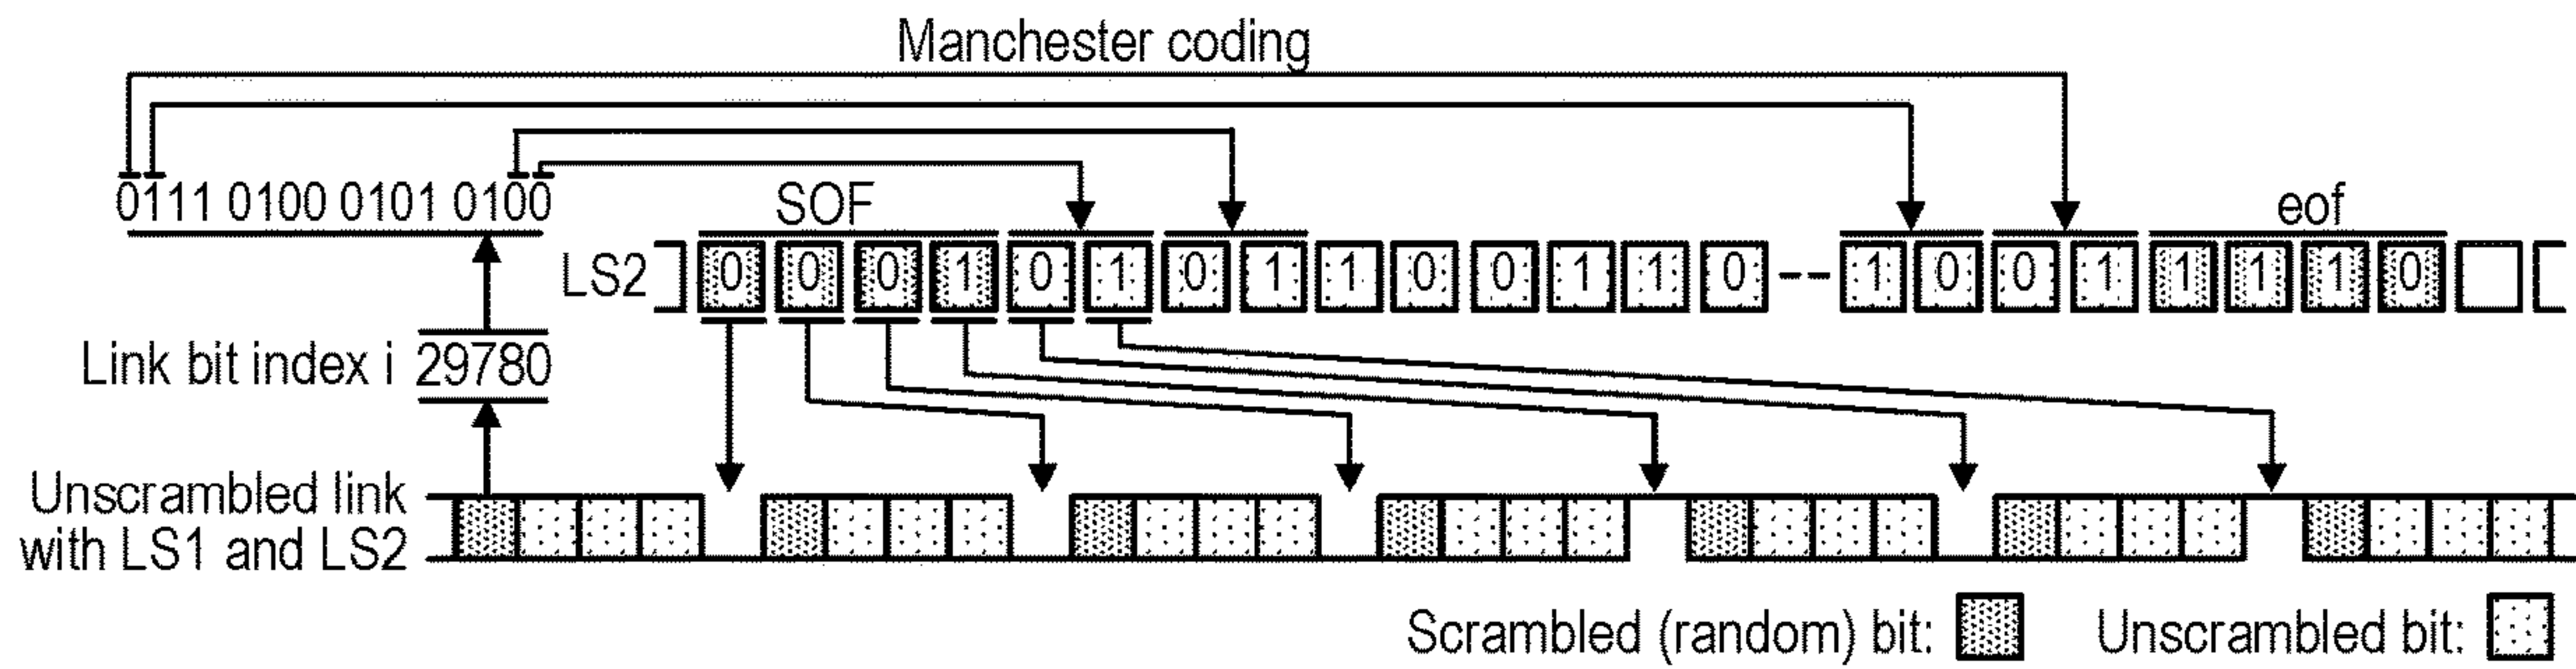 Manchester coding
0111 0100 0101 0100
SOF
eof
LS2 0 0 0 1 0 1 0 1 1 0 0 1 1 0 -- 1 0 0 1 1 1 1 0
Link bit index i 29780
Unscrambled link
with LS1 and LS2
Scrambled (random) bit:
Unscrambled bit: